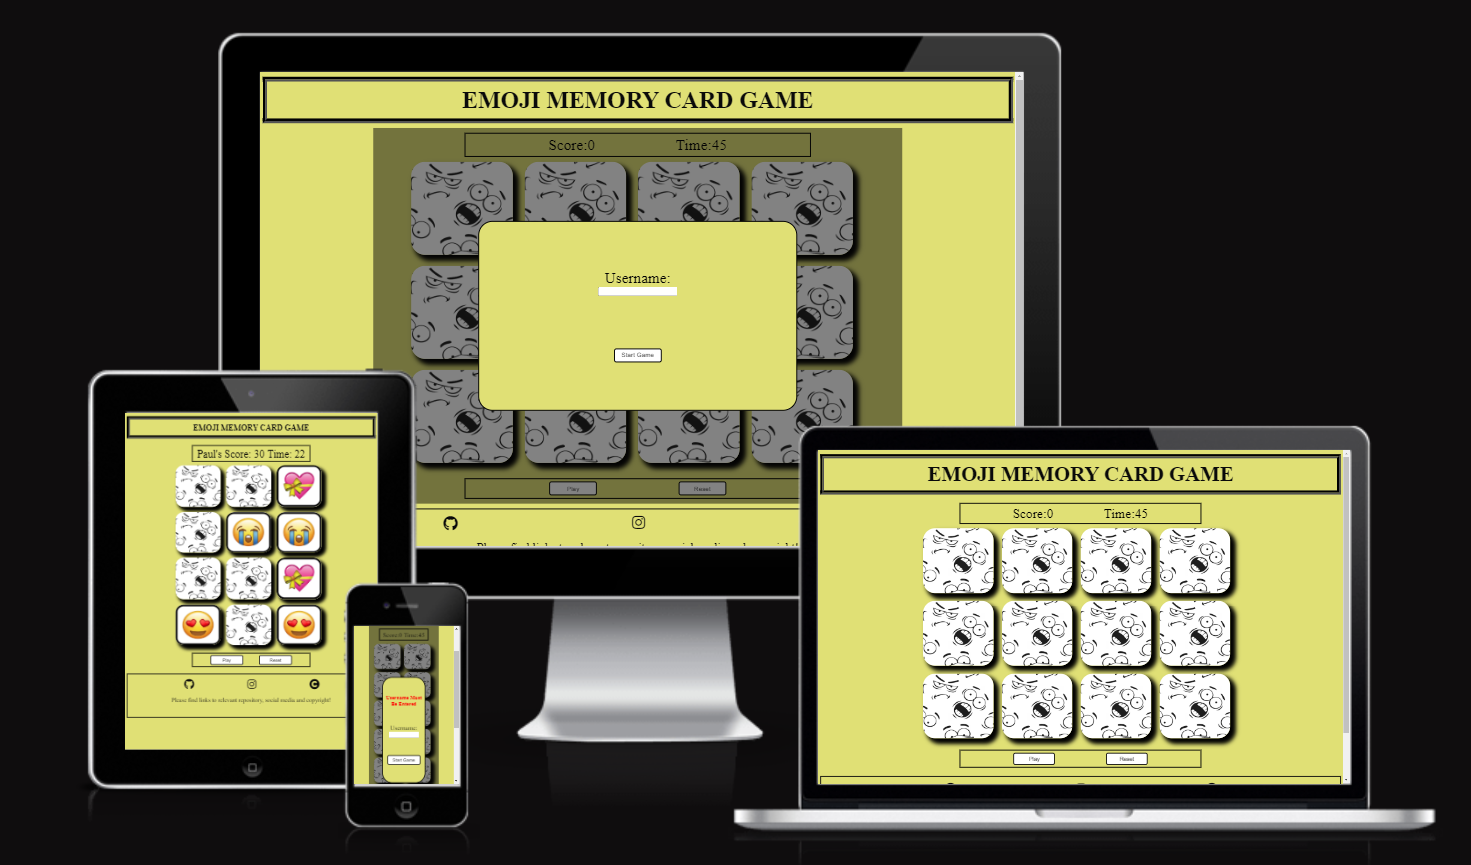 EMOJI MEMORY CARD GAME
Score:0 Time:45
Username:
Start Game
Play Reset
EMOJI MEMORY CARD GAME
Paul's Score: 30 Time: 22
Play Reset
Please find links to relevant repository, social media and copyright!
Score:0 Time:45
Username Must
Be Entered
Username:
Start Game
EMOJI MEMORY CARD GAME
Score:0 Time:45
Play Reset